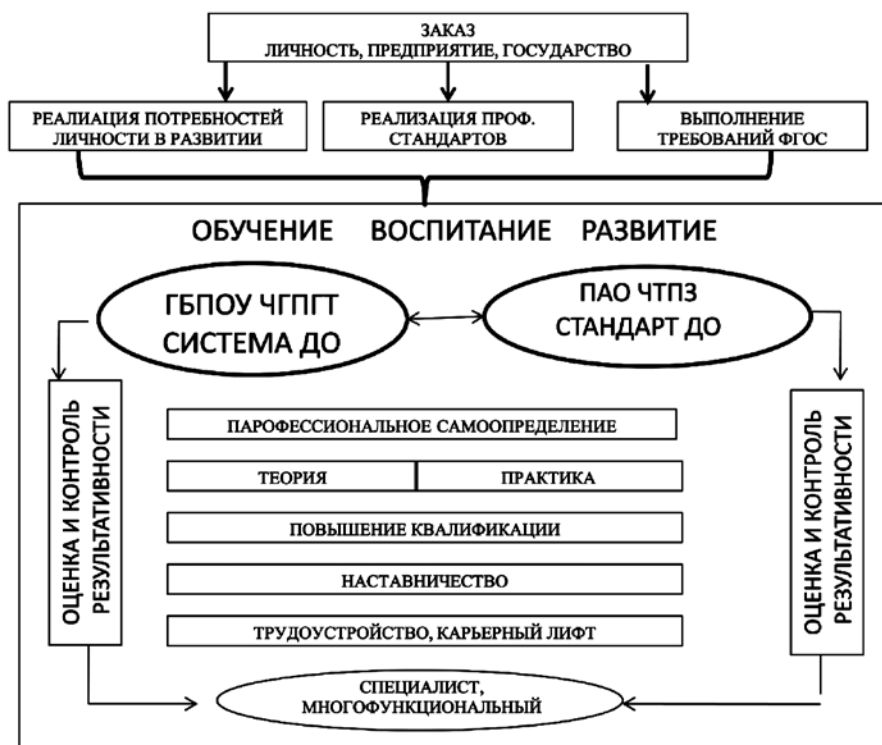 ЗАКАЗ
ЛИЧНОСТЬ, ПРЕДПРИЯТИЕ, ГОСУДАРСТВО
РЕАЛИАЦИЯ ПОТРЕБНОСТЕЙ
ЛИЧНОСТИ В РАЗВИТИИ
РЕАЛИЗАЦИЯ ПРОФ.
СТАНДАРТОВ
ВЫПОЛНЕНИЕ
ТРЕБОВАНИЙ ФГОС
ОБУЧЕНИЕ ВОСПИТАНИЕ РАЗВИТИЕ
ГБПОУ ЧГПГТ
СИСТЕМА ДО
ПАО ЧТПЗ
СТАНДАРТ ДО
ОЦЕНКА И КОНТРОЛЬ
РЕЗУЛЬТАТИВНОСТИ
ПАРОФЕССИОНАЛЬНОЕ САМООПРЕДЕЛЕНИЕ
ТЕОРИЯ
ПРАКТИКА
ПОВЫШЕНИЕ КВАЛИФИКАЦИИ
НАСТАВНИЧЕСТВО
ТРУДОУСТРОЙСТВО, КАРЬЕРНЫЙ ЛИФТ
ОЦЕНКА И КОНТРОЛЬ
РЕЗУЛЬТАТИВНОСТИ
СПЕЦИАЛИСТ,
МНОГОФУНКЦИОНАЛЬНЫЙ